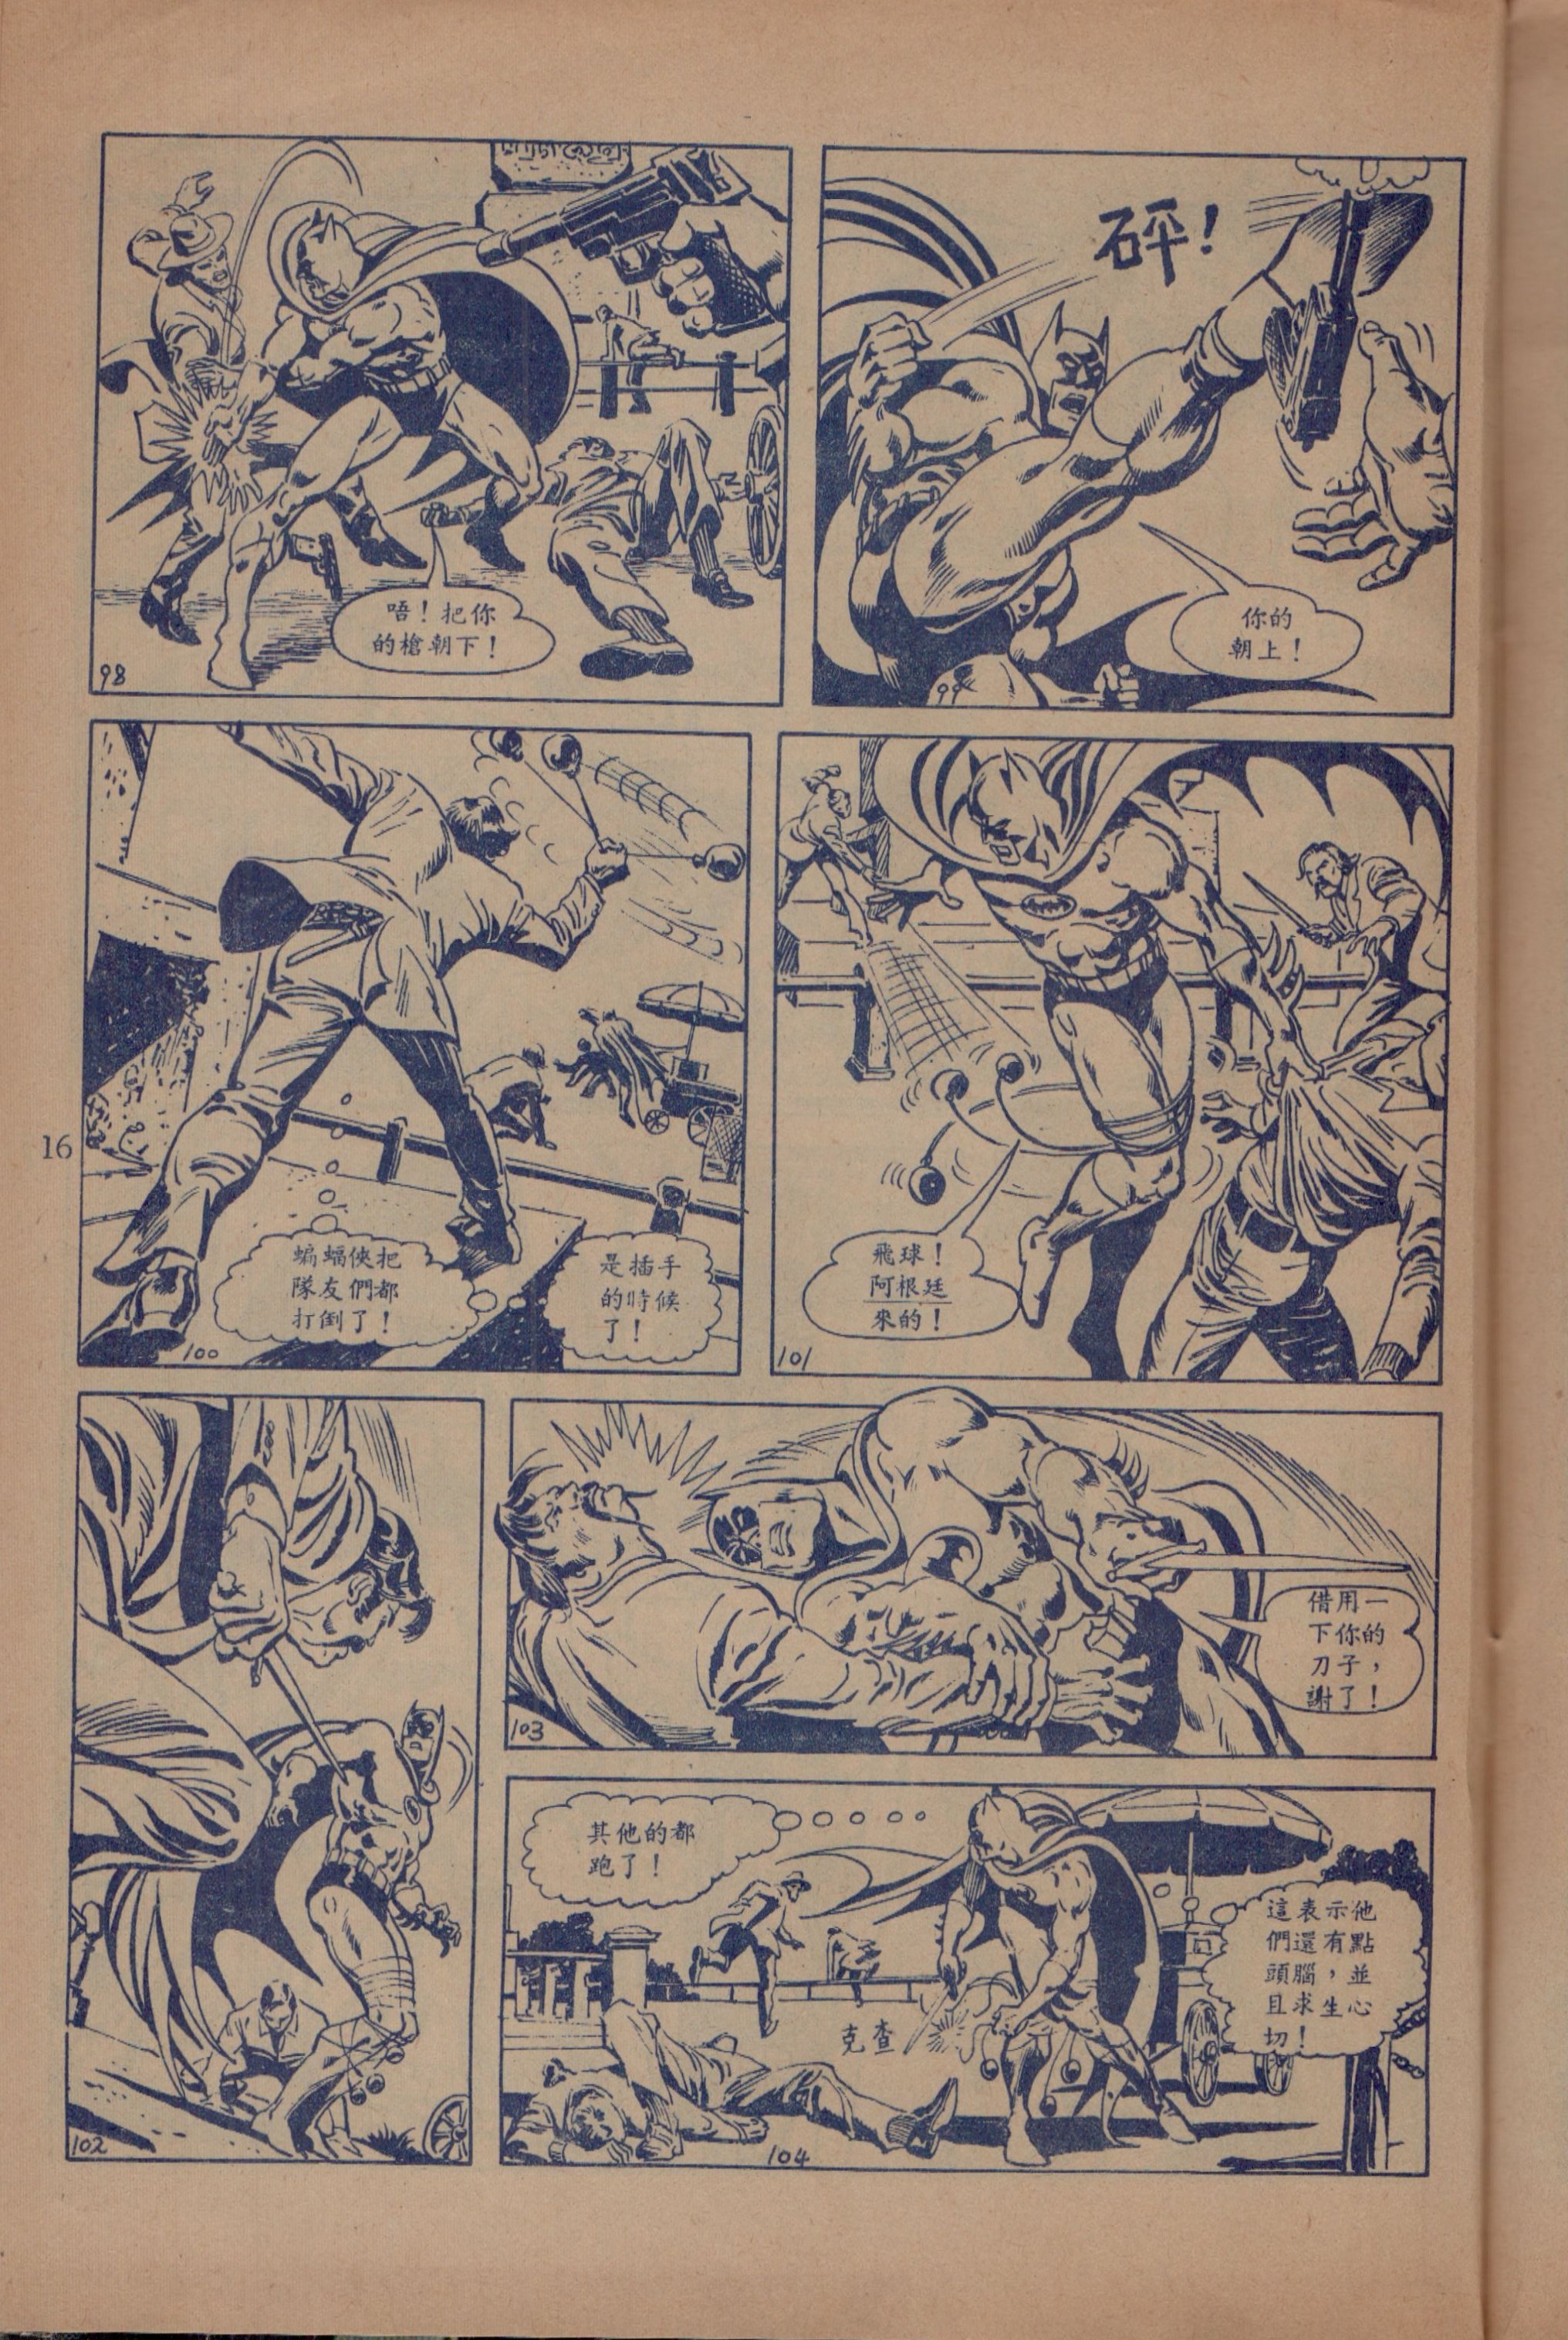 唔！把你
的槍朝下！
98
砰！
你的
朝上！
99
蝙蝠俠把
隊友們都
打倒了！
是插手
的時候
了！
100
飛球！
阿根廷
來的！
101
16
102
借用一
下你的
刀子，
謝了！
103
其他的都
跑了！
這表示他
們還有點
頭腦，並
且求生心
切！
克查
104